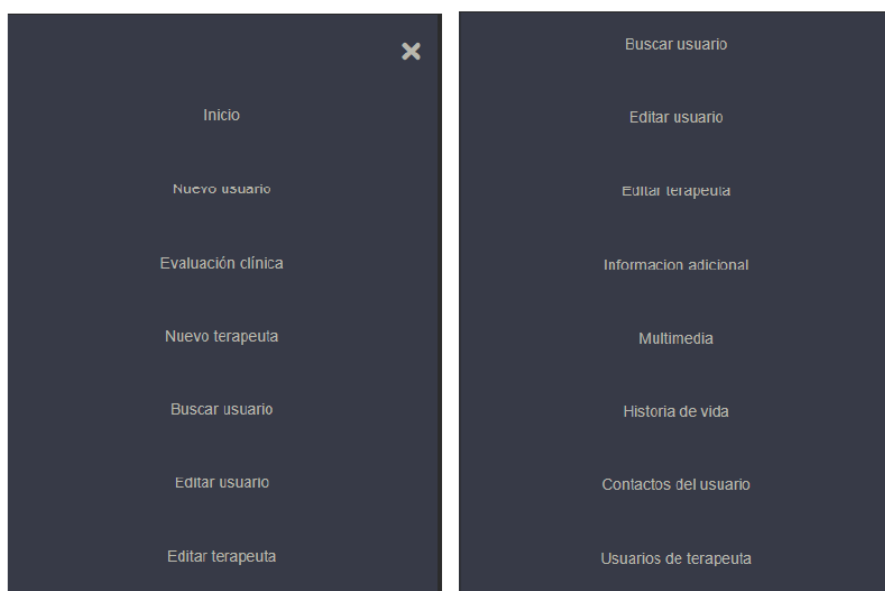 Inicio
Nuevo usuario
Evaluación clínica
Nuevo terapeuta
Buscar usuario
Editar usuario
Editar terapeuta
Buscar usuario
Editar usuario
Editar terapeuta
Informacion adicional
Multimedia
Historia de vida
Contactos del usuario
Usuarios de terapeuta